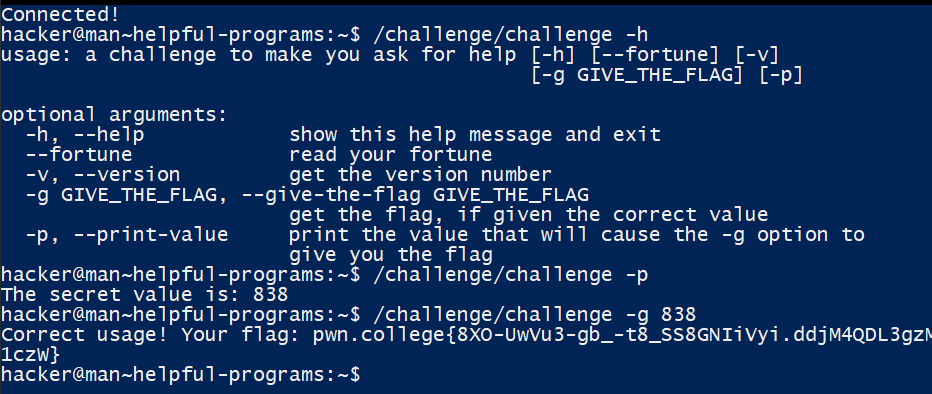 Connected!
hacker@man~helpful-programs:~$ /challenge/challenge -h
usage: a challenge to make you ask for help [-h] [--fortune] [-v]
[-g GIVE_THE_FLAG] [-p]
optional arguments:
-h, --help show this help message and exit
--fortune read your fortune
-v, --version get the version number
-g GIVE_THE_FLAG, --give-the-flag GIVE_THE_FLAG
get the flag, if given the correct value
-p, --print-value print the value that will cause the -g option to
give you the flag
hacker@man~helpful-programs:~$ /challenge/challenge -p
The secret value is: 838
hacker@man~helpful-programs:~$ /challenge/challenge -g 838
Correct usage! Your flag: pwn.college{8XO-UwVu3-gb_-t8_SS8GNIiVyi.ddjM4QDL3gzM
1czW}
hacker@man~helpful-programs:~$